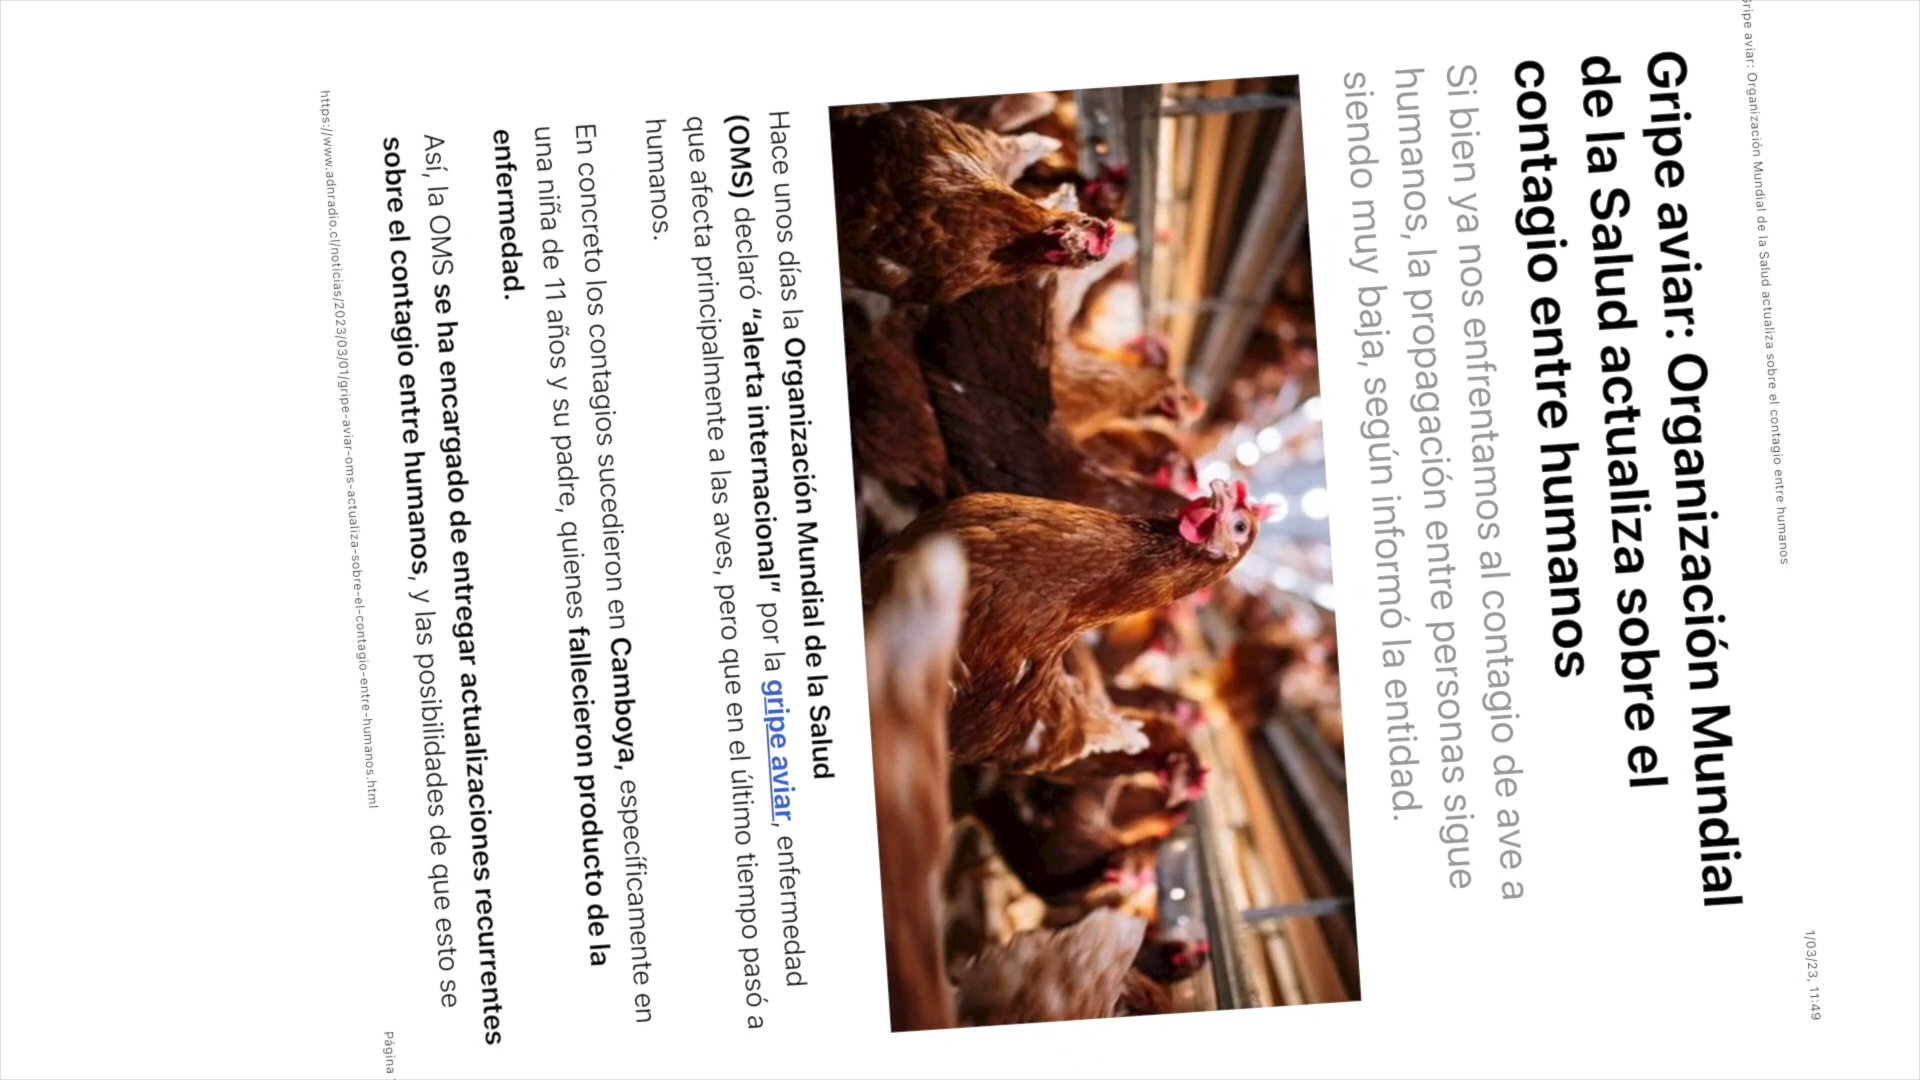 Gripe aviar: Organización Mundial de la Salud actualiza sobre el contagio entre humanos
1/03/23, 11:49
Gripe aviar: Organización Mundial
de la Salud actualiza sobre el
contagio entre humanos
Si bien ya nos enfrentamos al contagio de ave a
humanos, la propagación entre personas sigue
siendo muy baja, según informó la entidad.
Hace unos días la Organización Mundial de la Salud
(OMS) declaró “alerta internacional” por la gripe aviar, enfermedad
que afecta principalmente a las aves, pero que en el último tiempo pasó a
humanos.
En concreto los contagios sucedieron en Camboya, específicamente en
una niña de 11 años y su padre, quienes fallecieron producto de la
enfermedad.
Así, la OMS se ha encargado de entregar actualizaciones recurrentes
sobre el contagio entre humanos, y las posibilidades de que esto se
https://www.adnradio.cl/noticias/2023/03/01/gripe-aviar-oms-actualiza-sobre-el-contagio-entre-humanos.html
Página